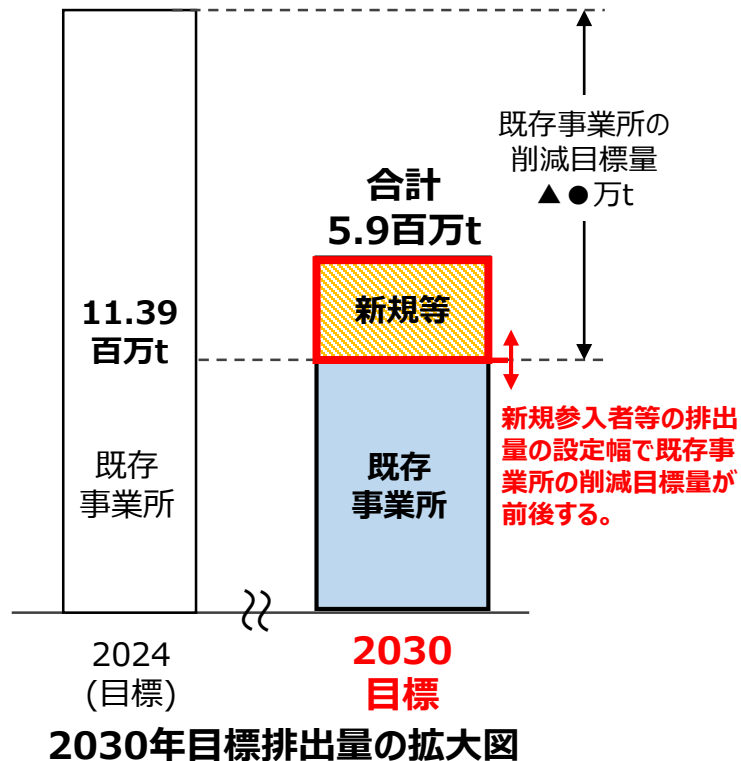 既存事業所の
削減目標量
▲●万t
合計
5.9百万t
新規等
11.39
百万t
新規参入者等の排出
量の設定幅で既存事
業所の削減目標量が
前後する。
既存
事業所
既存
事業所
2024
(目標)
2030
目標
2030年目標排出量の拡大図